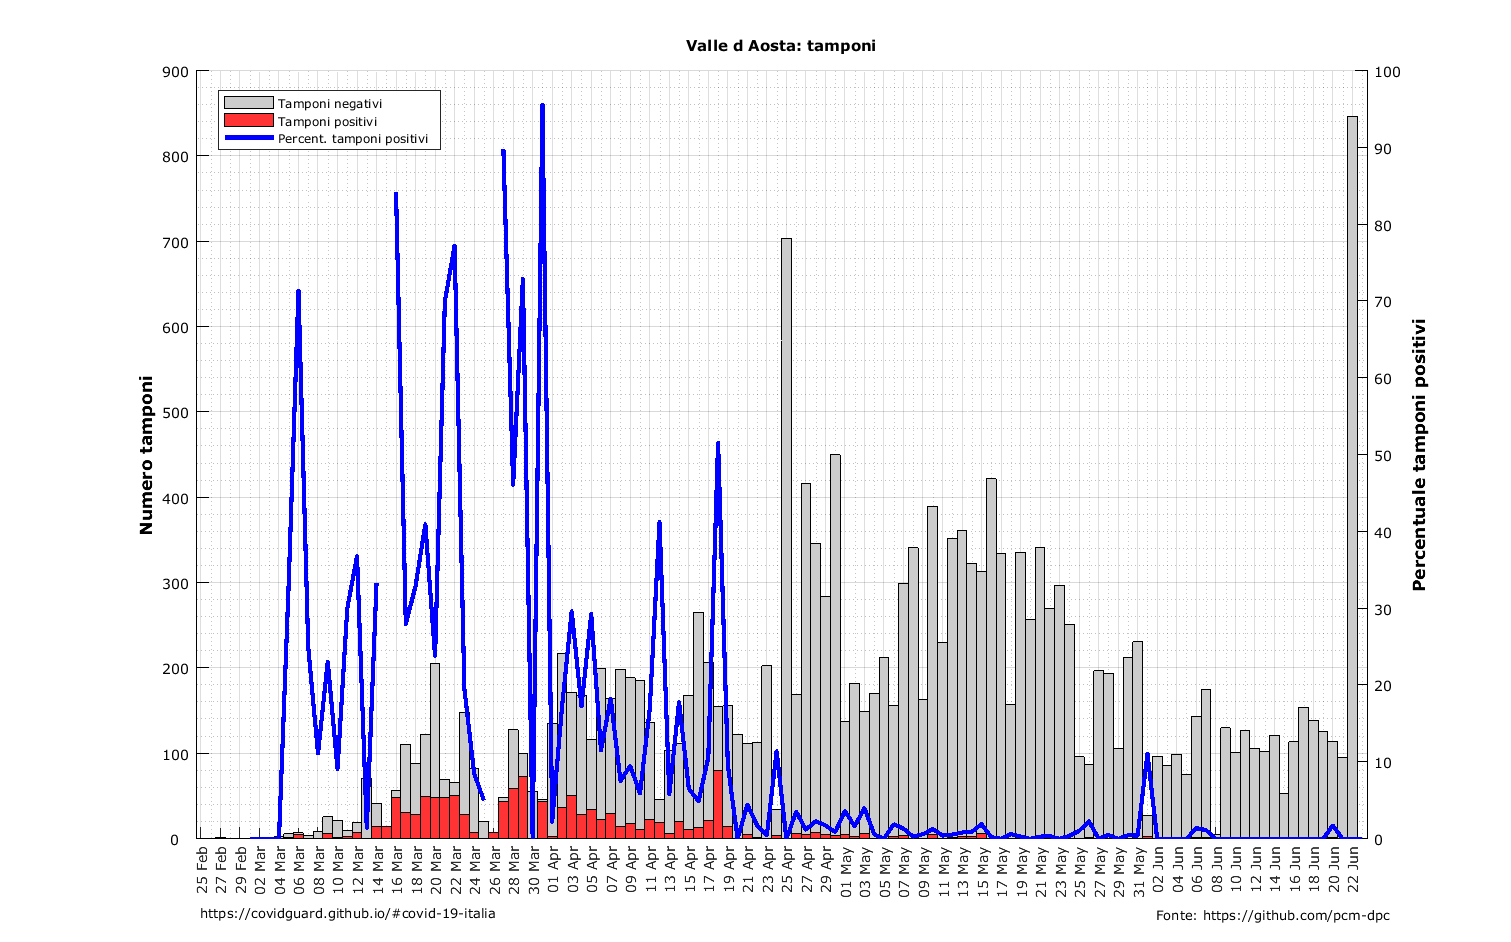 Valle d Aosta: tamponi
Tamponi negativi
Tamponi positivi
Percent. tamponi positivi
Numero tamponi
900
800
700
600
500
400
300
200
100
0
100
90
80
70
60
50
40
30
20
10
0
Percentuale tamponi positivi
25 Feb
27 Feb
29 Feb
02 Mar
04 Mar
06 Mar
08 Mar
10 Mar
12 Mar
14 Mar
16 Mar
18 Mar
20 Mar
22 Mar
24 Mar
26 Mar
28 Mar
30 Mar
01 Apr
03 Apr
05 Apr
07 Apr
09 Apr
11 Apr
13 Apr
15 Apr
17 Apr
19 Apr
21 Apr
23 Apr
25 Apr
27 Apr
29 Apr
01 May
03 May
05 May
07 May
09 May
11 May
13 May
15 May
17 May
19 May
21 May
23 May
25 May
27 May
29 May
31 May
02 Jun
04 Jun
06 Jun
08 Jun
10 Jun
12 Jun
14 Jun
16 Jun
18 Jun
20 Jun
22 Jun
https://covidguard.github.io/#covid-19-italia
Fonte: https://github.com/pcm-dpc